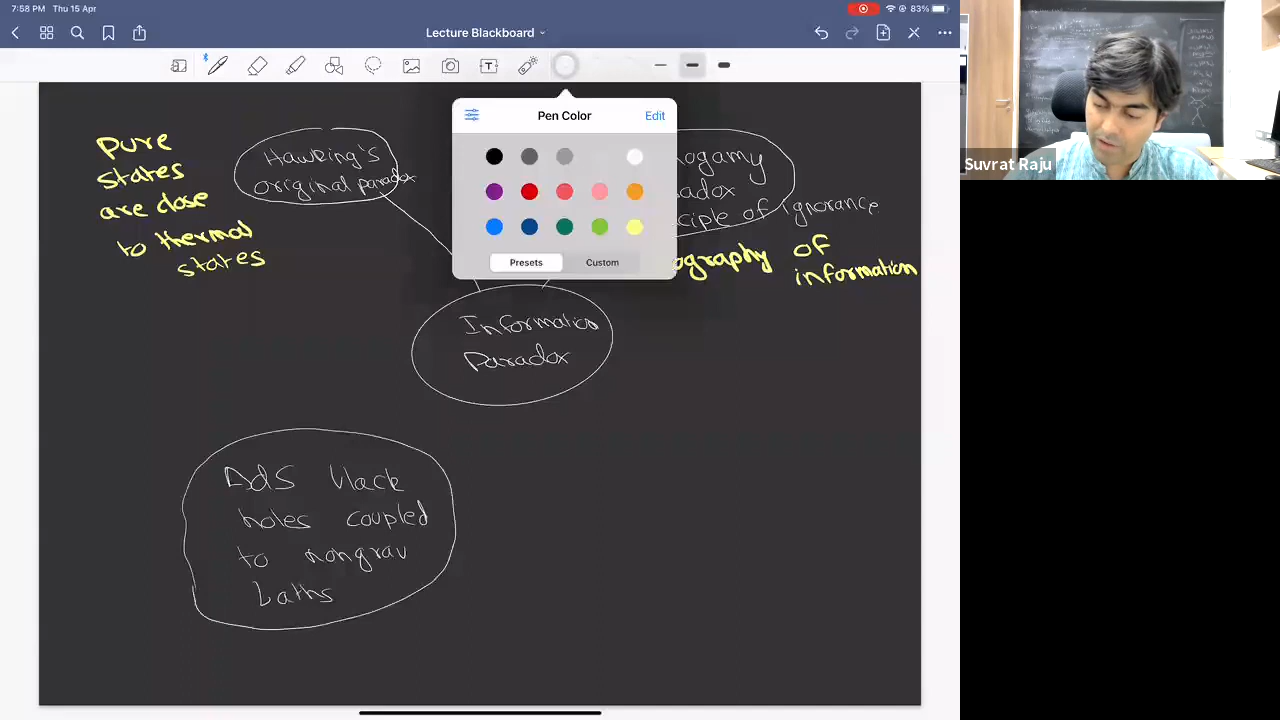 7:58 PM Thu 15 Apr
83%
Lecture Blackboard
T
Pen Color
Edit
Presets
Custom
Pure
states
are close
to thermal
states
Hawking's
original paradox
ogamy
adox
ciple of ignorance
ography of
information
Information
Paradox
AdS black
holes coupled
to nongrav
baths
Suvrat Raju